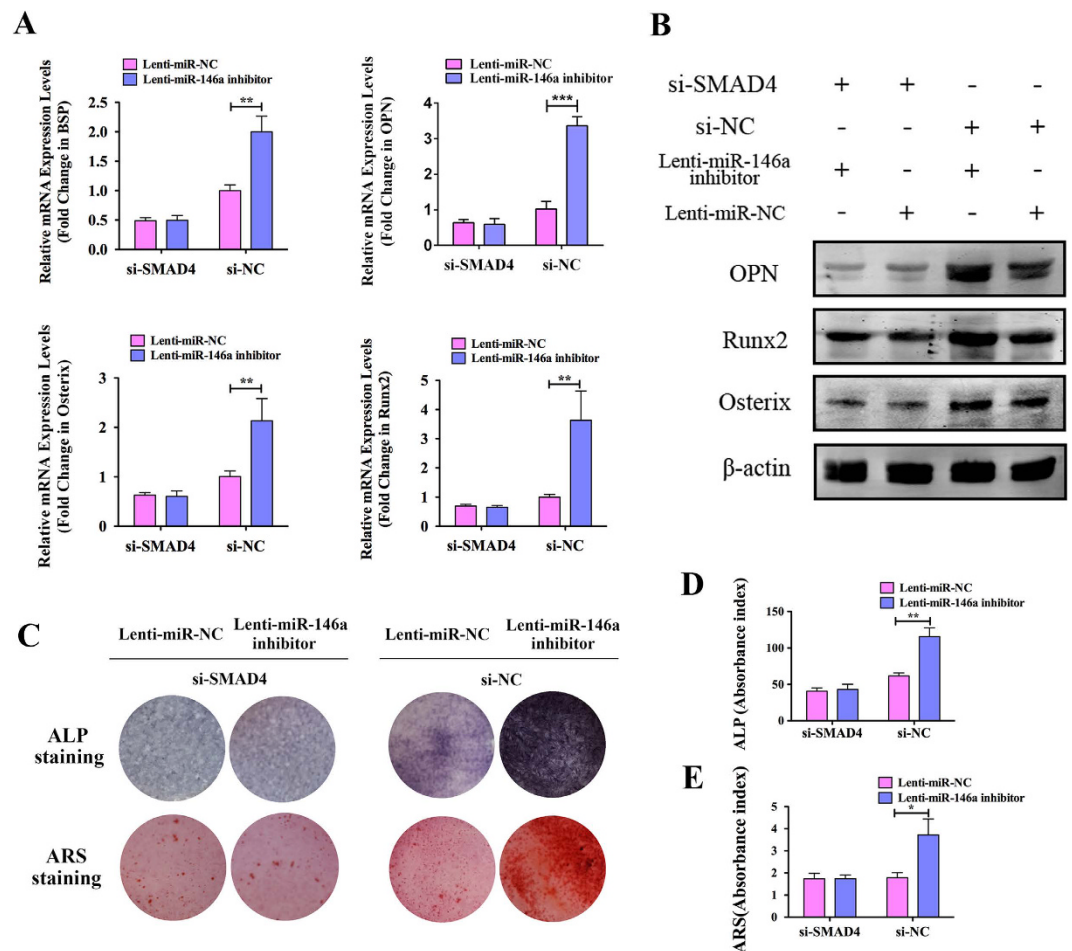 A
Lenti-miR-NC
Lenti-miR-146a inhibitor
Relative mRNA Expression Levels
(Fold Change in BSP)
2.5
2.0
1.5
1.0
0.5
0.0
**
si-SMAD4
si-NC
Lenti-miR-NC
Lenti-miR-146a inhibitor
Relative mRNA Expression Levels
(Fold Change in OPN)
4
3
2
1
0
***
si-SMAD4
si-NC
Lenti-miR-NC
Lenti-miR-146a inhibitor
Relative mRNA Expression Levels
(Fold Change in Osterix)
3
2
1
0
**
si-SMAD4
si-NC
Lenti-miR-NC
Lenti-miR-146a inhibitor
Relative mRNA Expression Levels
(Fold Change in Runx2)
5
4
3
2
1
0
**
si-SMAD4
si-NC
B
si-SMAD4 + + - -
si-NC - - + +
Lenti-miR-146a
inhibitor + - + -
Lenti-miR-NC - + - +
OPN
Runx2
Osterix
β-actin
C
Lenti-miR-NC
Lenti-miR-146a
inhibitor
Lenti-miR-NC
Lenti-miR-146a
inhibitor
si-SMAD4
si-NC
ALP
staining
ARS
staining
D
Lenti-miR-NC
Lenti-miR-146a inhibitor
ALP (Absorbance index)
150
100
50
0
**
si-SMAD4
si-NC
E
Lenti-miR-NC
Lenti-miR-146a inhibitor
ARS(Absorbance index)
5
4
3
2
1
0
*
si-SMAD4
si-NC